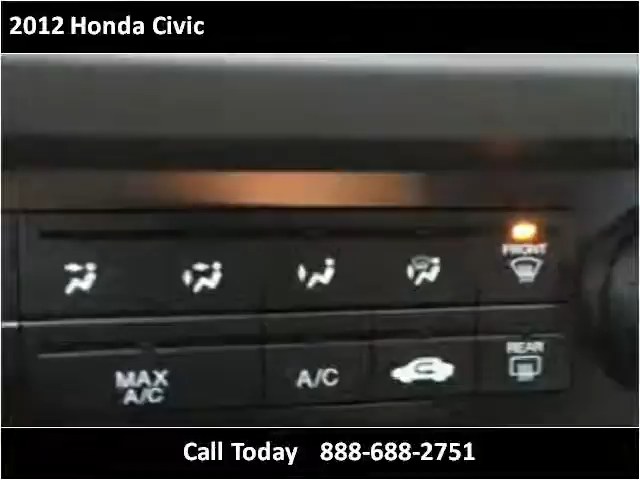 2012 Honda Civic
FRONT
MAX
A/C
A/C
REAR
Call Today 888-688-2751